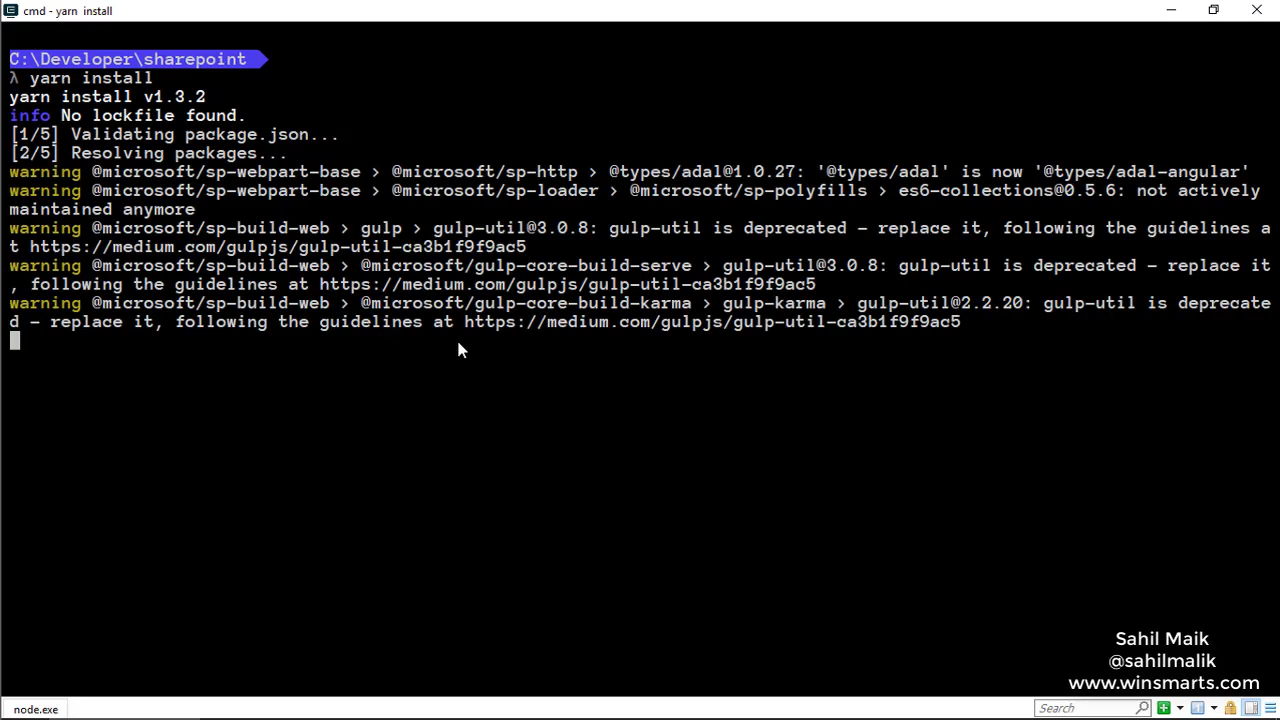 cmd - yarn install
C:\Developer\sharepoint
λ yarn install
yarn install v1.3.2
info No lockfile found.
[1/5] Validating package.json...
[2/5] Resolving packages...
warning @microsoft/sp-webpart-base > @microsoft/sp-http > @types/adal@1.0.27: '@types/adal' is now '@types/adal-angular'
warning @microsoft/sp-webpart-base > @microsoft/sp-loader > @microsoft/sp-polyfills > es6-collections@0.5.6: not actively
maintained anymore
warning @microsoft/sp-build-web > gulp > gulp-util@3.0.8: gulp-util is deprecated - replace it, following the guidelines a
t https://medium.com/gulpjs/gulp-util-ca3b1f9f9ac5
warning @microsoft/sp-build-web > @microsoft/gulp-core-build-serve > gulp-util@3.0.8: gulp-util is deprecated - replace it
, following the guidelines at https://medium.com/gulpjs/gulp-util-ca3b1f9f9ac5
warning @microsoft/sp-build-web > @microsoft/gulp-core-build-karma > gulp-karma > gulp-util@2.2.20: gulp-util is deprecate
d - replace it, following the guidelines at https://medium.com/gulpjs/gulp-util-ca3b1f9f9ac5
Sahil Maik
@sahilmalik
www.winsmarts.com
node.exe
Search